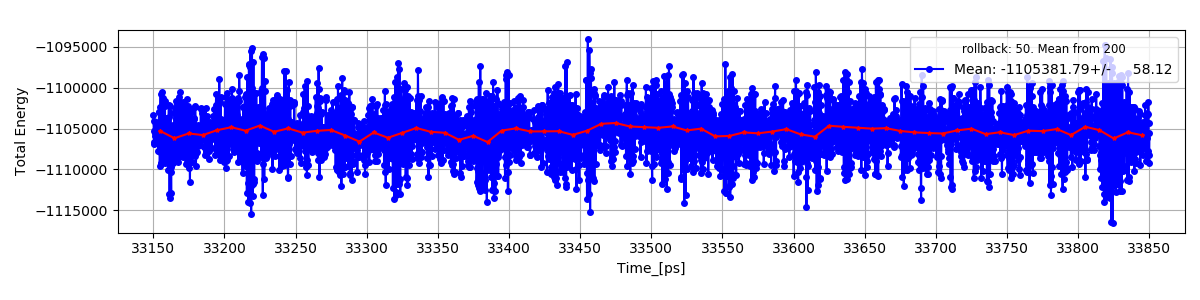 rollback: 50. Mean from 200
Mean: -1105381.79+/-     58.12
Total Energy
−1095000
−1100000
−1105000
−1110000
−1115000
33150 33200 33250 33300 33350 33400 33450 33500 33550 33600 33650 33700 33750 33800 33850
Time_[ps]